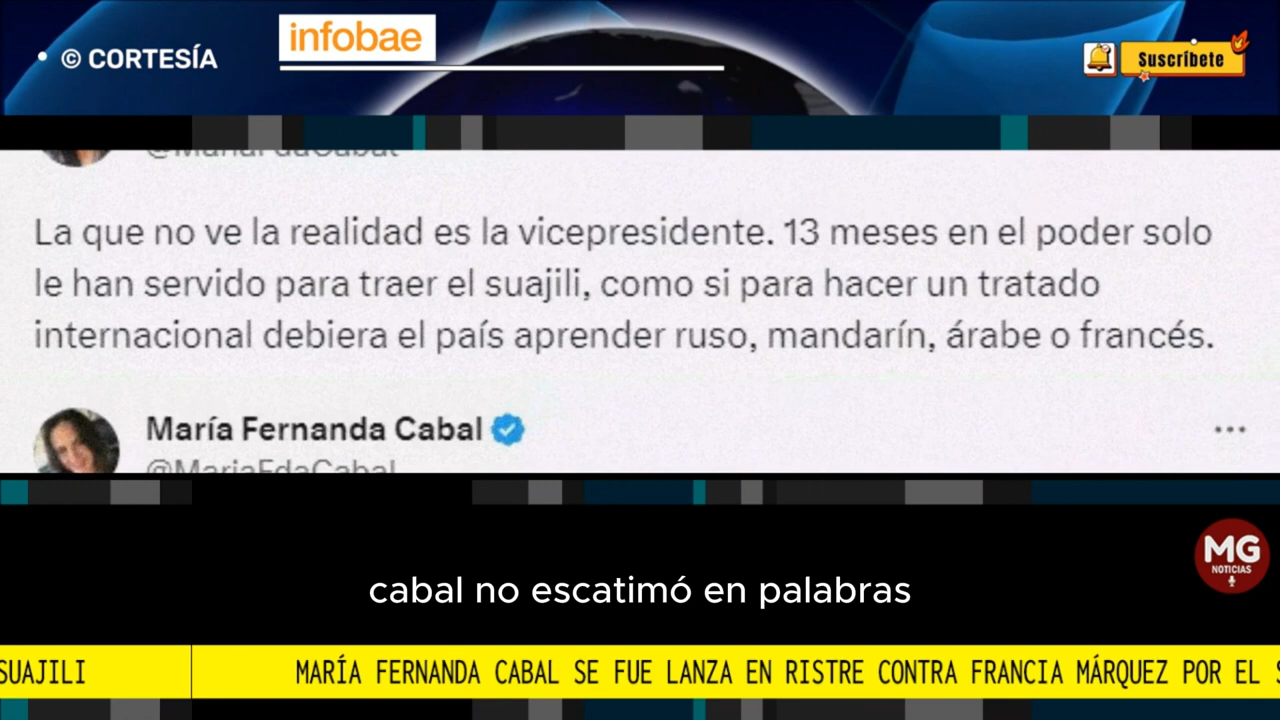 © CORTESÍA
infobae
Suscríbete
@MariaFdaCabal
La que no ve la realidad es la vicepresidente. 13 meses en el poder solo
le han servido para traer el suajili, como si para hacer un tratado
internacional debiera el país aprender ruso, mandarín, árabe o francés.
María Fernanda Cabal
@MariaFdaCabal
MG
NOTICIAS
cabal no escatimó en palabras
SUAJILI MARÍA FERNANDA CABAL SE FUE LANZA EN RISTRE CONTRA FRANCIA MÁRQUEZ POR EL